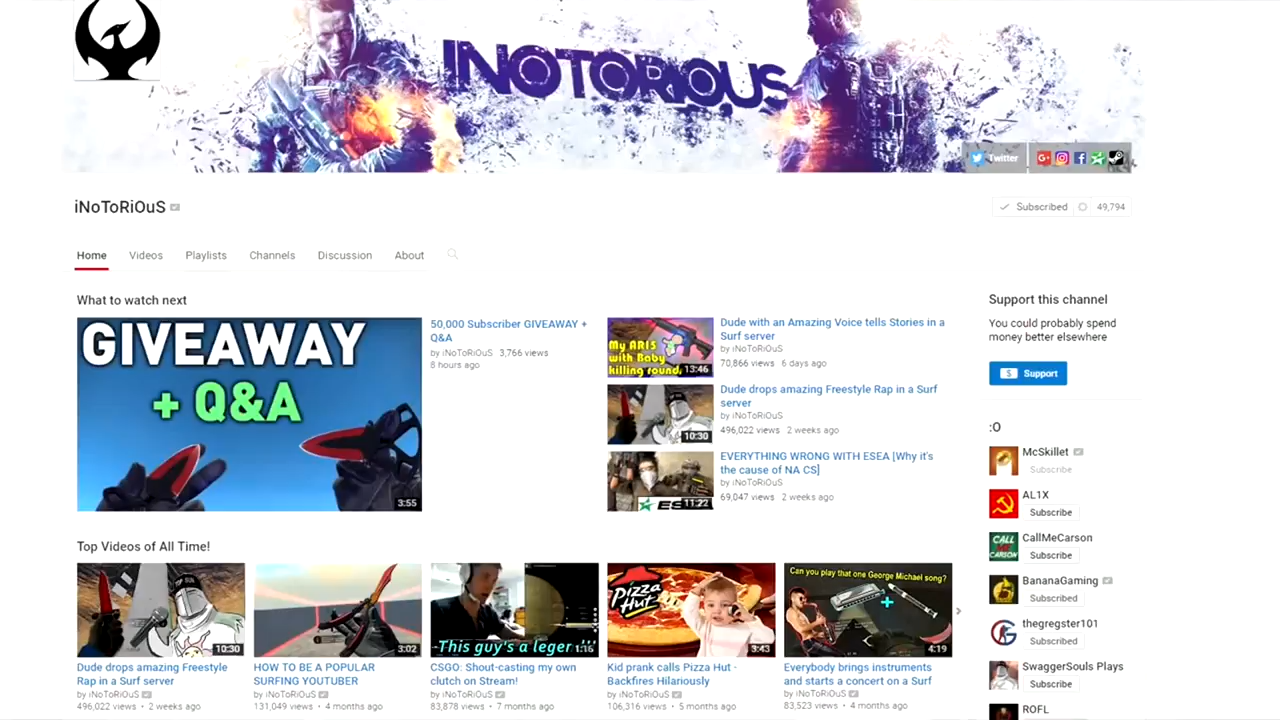 INOTORIOUS
Twitter
iNoToRiOuS
Subscribed 49,794
Home Videos Playlists Channels Discussion About
What to watch next
GIVEAWAY
+ Q&A
3:55
50,000 Subscriber GIVEAWAY +
Q&A
by iNoToRiOuS 3,766 views
8 hours ago
My ARIS
with Baby
killing round.
13:46
Dude with an Amazing Voice tells Stories in a
Surf server
by iNoToRiOuS
70,866 views 6 days ago
10:30
Dude drops amazing Freestyle Rap in a Surf
server
by iNoToRiOuS
496,022 views 2 weeks ago
11:22
EVERYTHING WRONG WITH ESEA [Why it's
the cause of NA CS]
by iNoToRiOuS
69,047 views 2 weeks ago
Support this channel
You could probably spend
money better elsewhere
$ Support
:O
McSkillet
Subscribe
AL1X
Subscribe
CALL
ME
CARSON
CallMeCarson
Subscribe
BananaGaming
Subscribed
thegregster101
Subscribed
SwaggerSouls Plays
Subscribe
ROFL
Top Videos of All Time!
10:30
Dude drops amazing Freestyle
Rap in a Surf server
by iNoToRiOuS
496,022 views • 2 weeks ago
3:02
HOW TO BE A POPULAR
SURFING YOUTUBER
by iNoToRiOuS
131,049 views • 4 months ago
This guy's a leger
1:16
CSGO: Shout-casting my own
clutch on Stream!
by iNoToRiOuS
83,878 views • 7 months ago
Pizza
Hut
3:43
Kid prank calls Pizza Hut -
Backfires Hilariously
by iNoToRiOuS
106,316 views • 5 months ago
Can you play that one George Michael song?
+
4:19
Everybody brings instruments
and starts a concert on a Surf
by iNoToRiOuS
83,523 views • 4 months ago